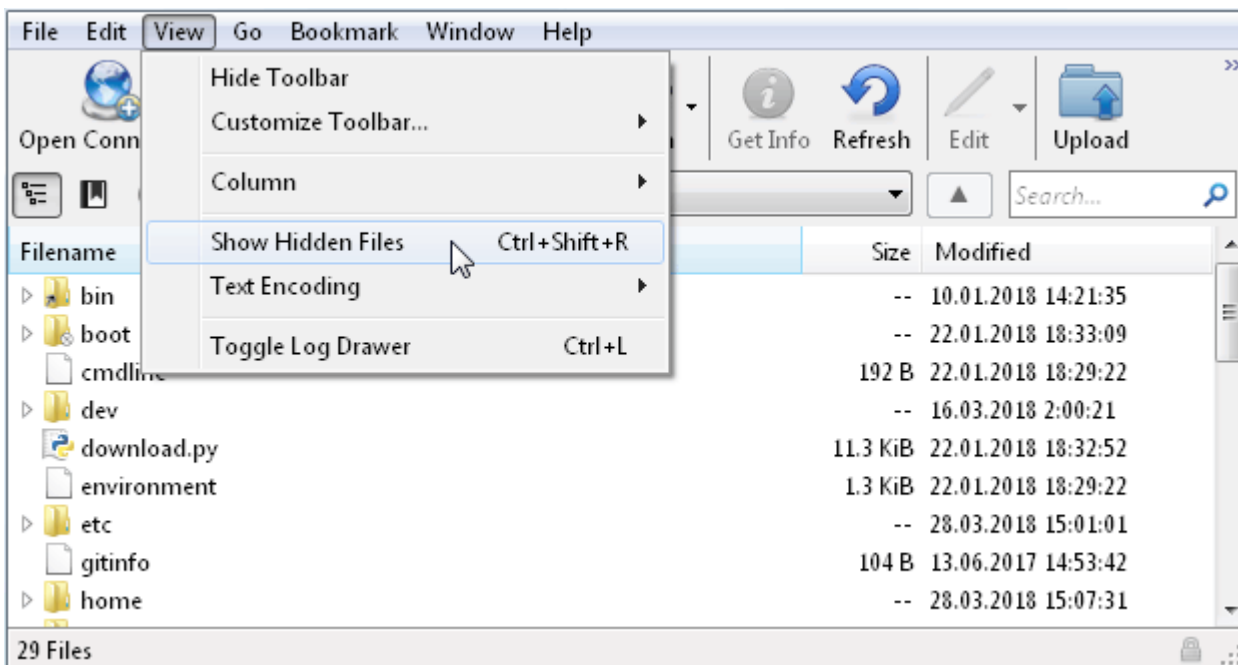 File Edit View Go Bookmark Window Help
Hide Toolbar
Customize Toolbar...
Column
Show Hidden Files Ctrl+Shift+R
Text Encoding
Toggle Log Drawer Ctrl+L
Open Conn Get Info Refresh Edit Upload
Search...
Filename Size Modified
bin -- 10.01.2018 14:21:35
boot -- 22.01.2018 18:33:09
cmdline 192 B 22.01.2018 18:29:22
dev -- 16.03.2018 2:00:21
download.py 11.3 KiB 22.01.2018 18:32:52
environment 1.3 KiB 22.01.2018 18:29:22
etc -- 28.03.2018 15:01:01
gitinfo 104 B 13.06.2017 14:53:42
home -- 28.03.2018 15:07:31
29 Files